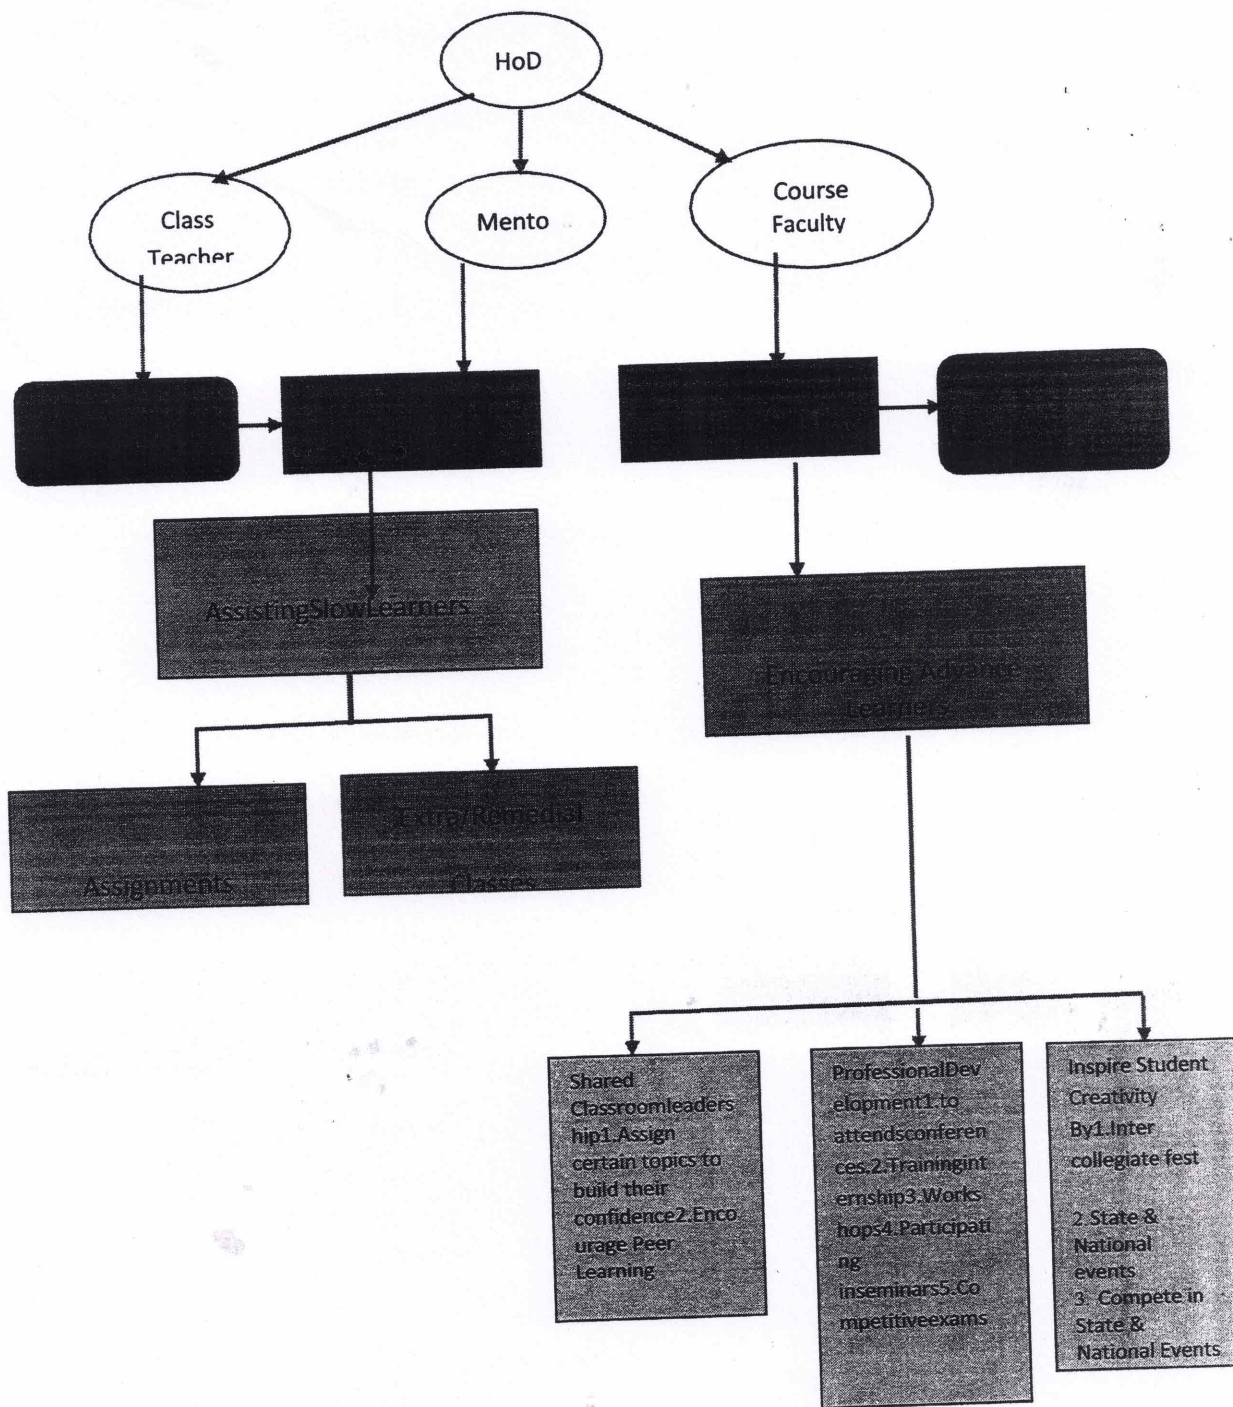 HoD
Class
Teacher
Mento
Course
Faculty
AssistingSlowLearners
Encouraging Advance
Learners
Extra/Remedial
Classes
Assignments
Shared
Classroomleaders
hip1.Assign
certain topics to
build their
confidence2.Enco
urage Peer
Learning
ProfessionalDev
elopment1.to
attendsconferen
ces.2.Trainingint
ernship3.Works
hops4.Participati
ng
inseminars5.Co
mpetitiveexams
Inspire Student
Creativity
By1.Inter
collegiate fest
2.State &
National
events
3. Compete in
State &
National Events